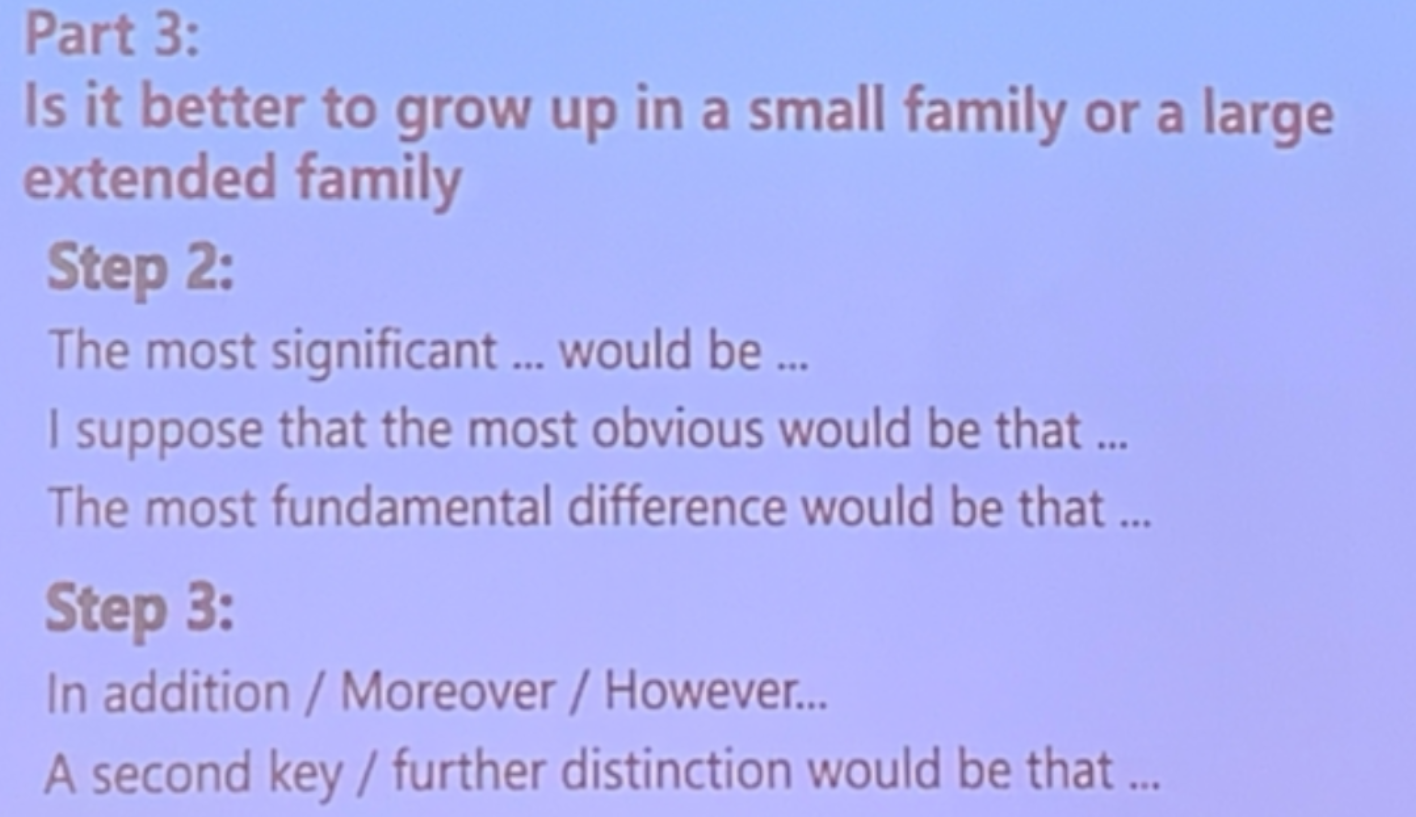 Part 3:
Is it better to grow up in a small family or a large
extended family
Step 2:
The most significant ... would be ...
I suppose that the most obvious would be that ...
The most fundamental difference would be that ...
Step 3:
In addition / Moreover / However...
A second key / further distinction would be that ...